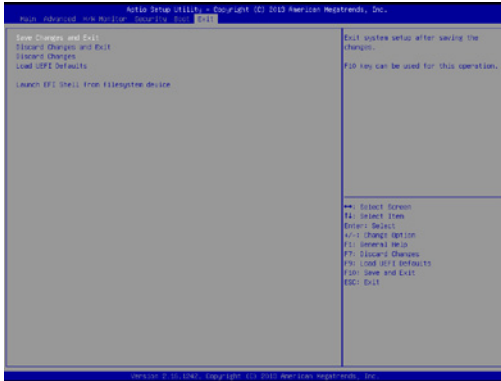 Aptio Setup Utility - Copyright (C) 2013 American Megatrends, Inc.
Main Advanced H/W Monitor Security Boot Exit
Save Changes and Exit
Discard Changes and Exit
Discard Changes
Load UEFI Defaults
Launch EFI Shell from filesystem device
Exit system setup after saving the
changes.
F10 key can be used for this operation.
↔: Select Screen
↑↓: Select Item
Enter: Select
+/-: Change Option
F1: General Help
F7: Discard Changes
F9: Load UEFI Defaults
F10: Save and Exit
ESC: Exit
Version 2.15.1242. Copyright (C) 2013 American Megatrends, Inc.